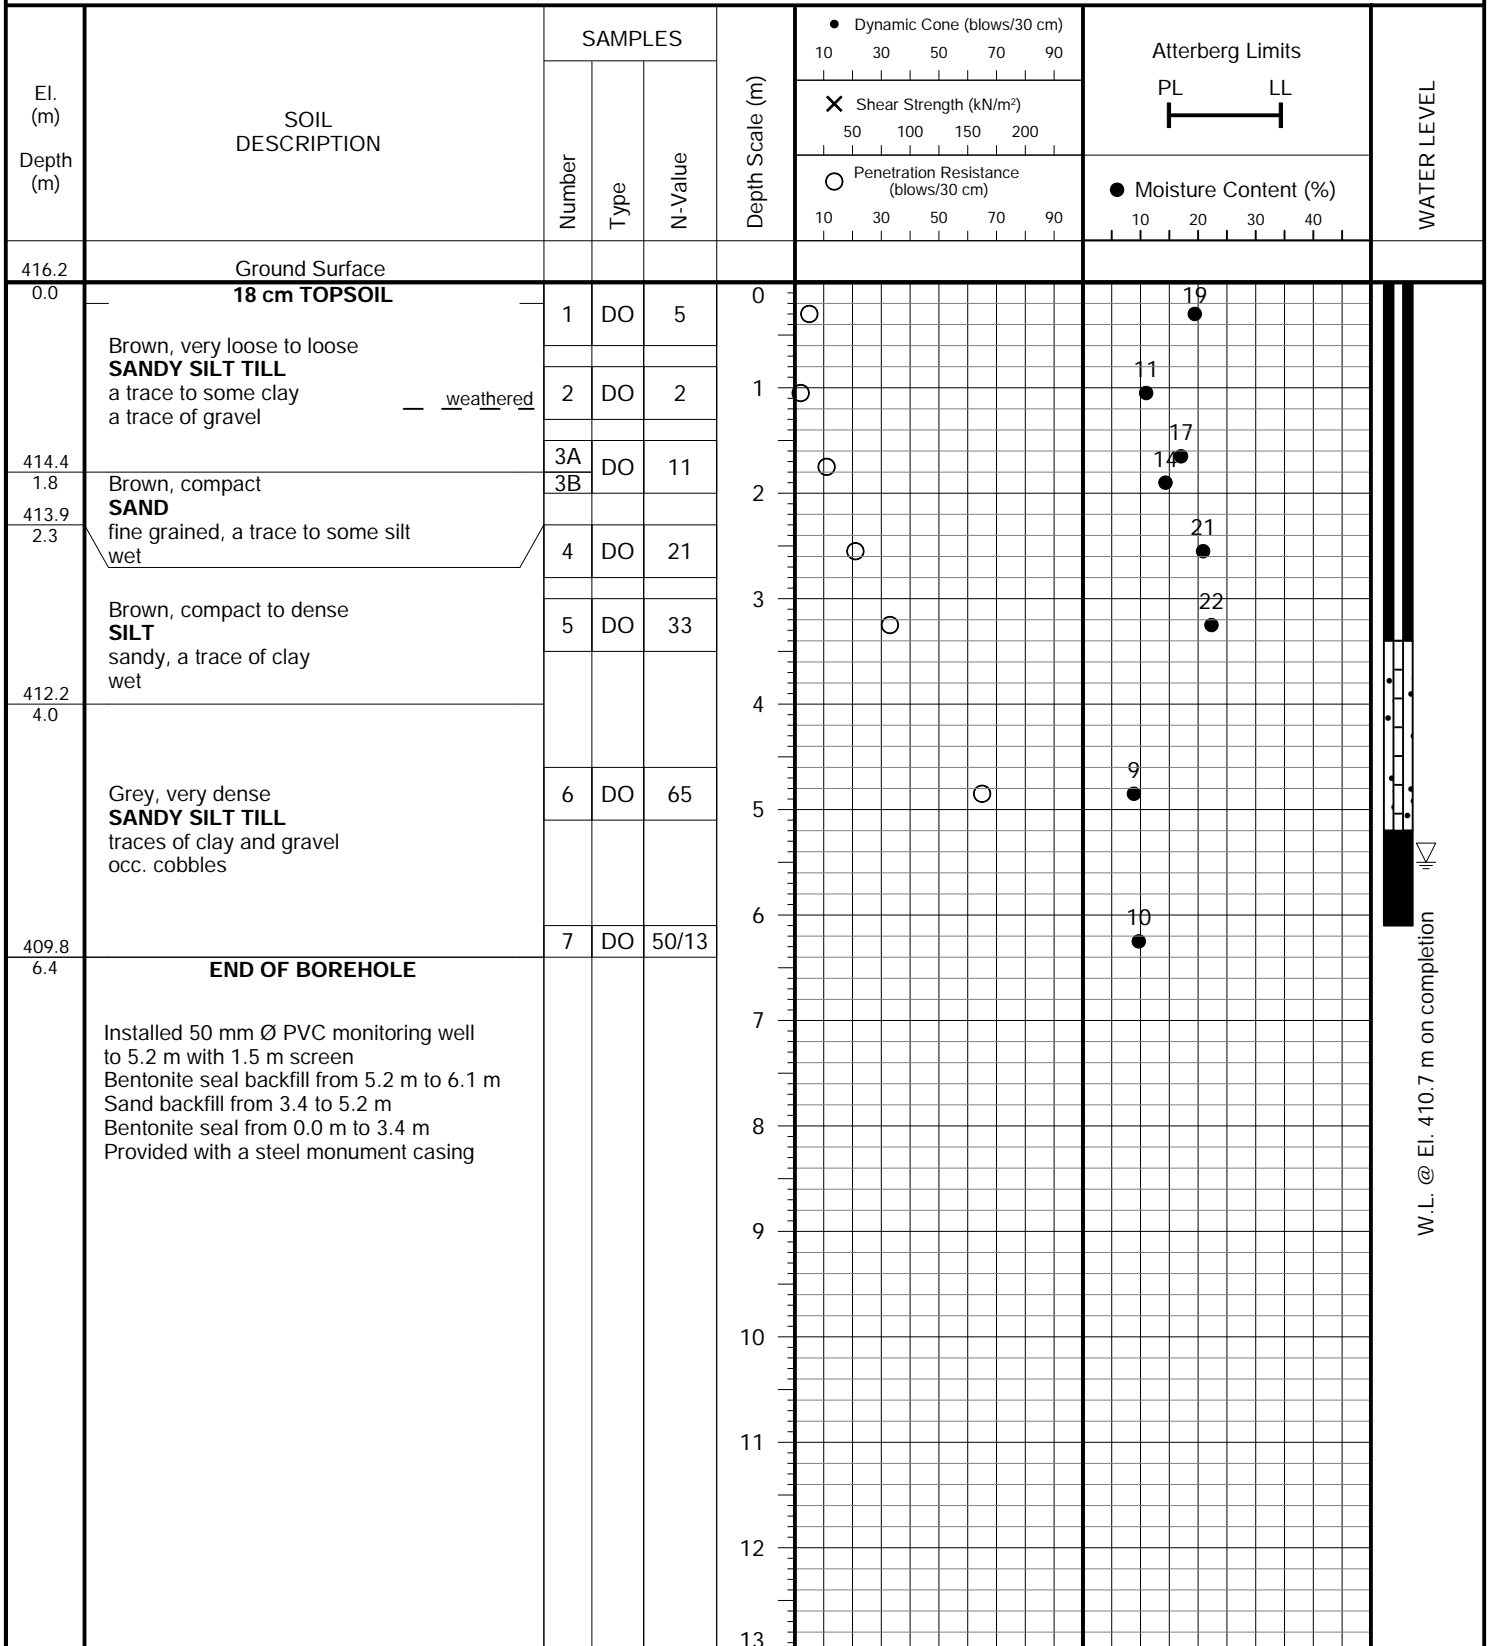 El.
(m)
Depth
(m)
SOIL
DESCRIPTION
SAMPLES
Number
Type
N-Value
Depth Scale (m)
Dynamic Cone (blows/30 cm)
10 30 50 70 90
Shear Strength (kN/m²)
50 100 150 200
Penetration Resistance
(blows/30 cm)
10 30 50 70 90
Atterberg Limits
PL LL
Moisture Content (%)
10 20 30 40
WATER LEVEL
416.2 Ground Surface
0.0 18 cm TOPSOIL
Brown, very loose to loose
SANDY SILT TILL
a trace to some clay
a trace of gravel
weathered
414.4
1.8
Brown, compact
SAND
fine grained, a trace to some silt
wet
413.9
2.3
Brown, compact to dense
SILT
sandy, a trace of clay
wet
412.2
4.0
Grey, very dense
SANDY SILT TILL
traces of clay and gravel
occ. cobbles
409.8
6.4
END OF BOREHOLE
Installed 50 mm Ø PVC monitoring well
to 5.2 m with 1.5 m screen
Bentonite seal backfill from 5.2 m to 6.1 m
Sand backfill from 3.4 to 5.2 m
Bentonite seal from 0.0 m to 3.4 m
Provided with a steel monument casing
1 DO 5
2 DO 2
3A
3B
DO 11
4 DO 21
5 DO 33
6 DO 65
7 DO 50/13
0
1
2
3
4
5
6
7
8
9
10
11
12
13
19
11
17
14
21
22
9
10
W.L. @ El. 410.7 m on completion